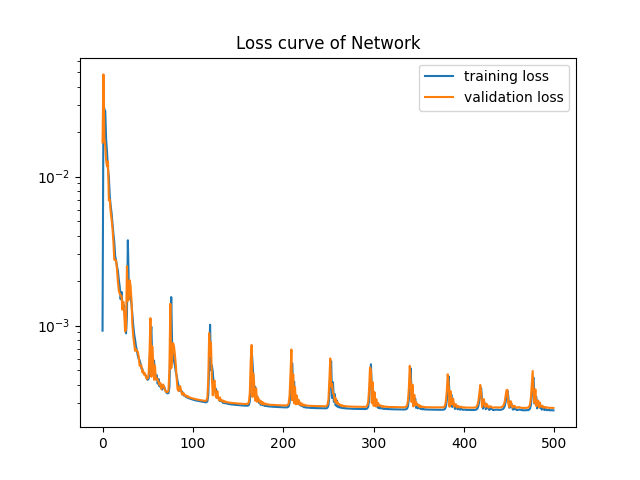 Loss curve of Network
training loss
validation loss
10⁻²
10⁻³
0 100 200 300 400 500